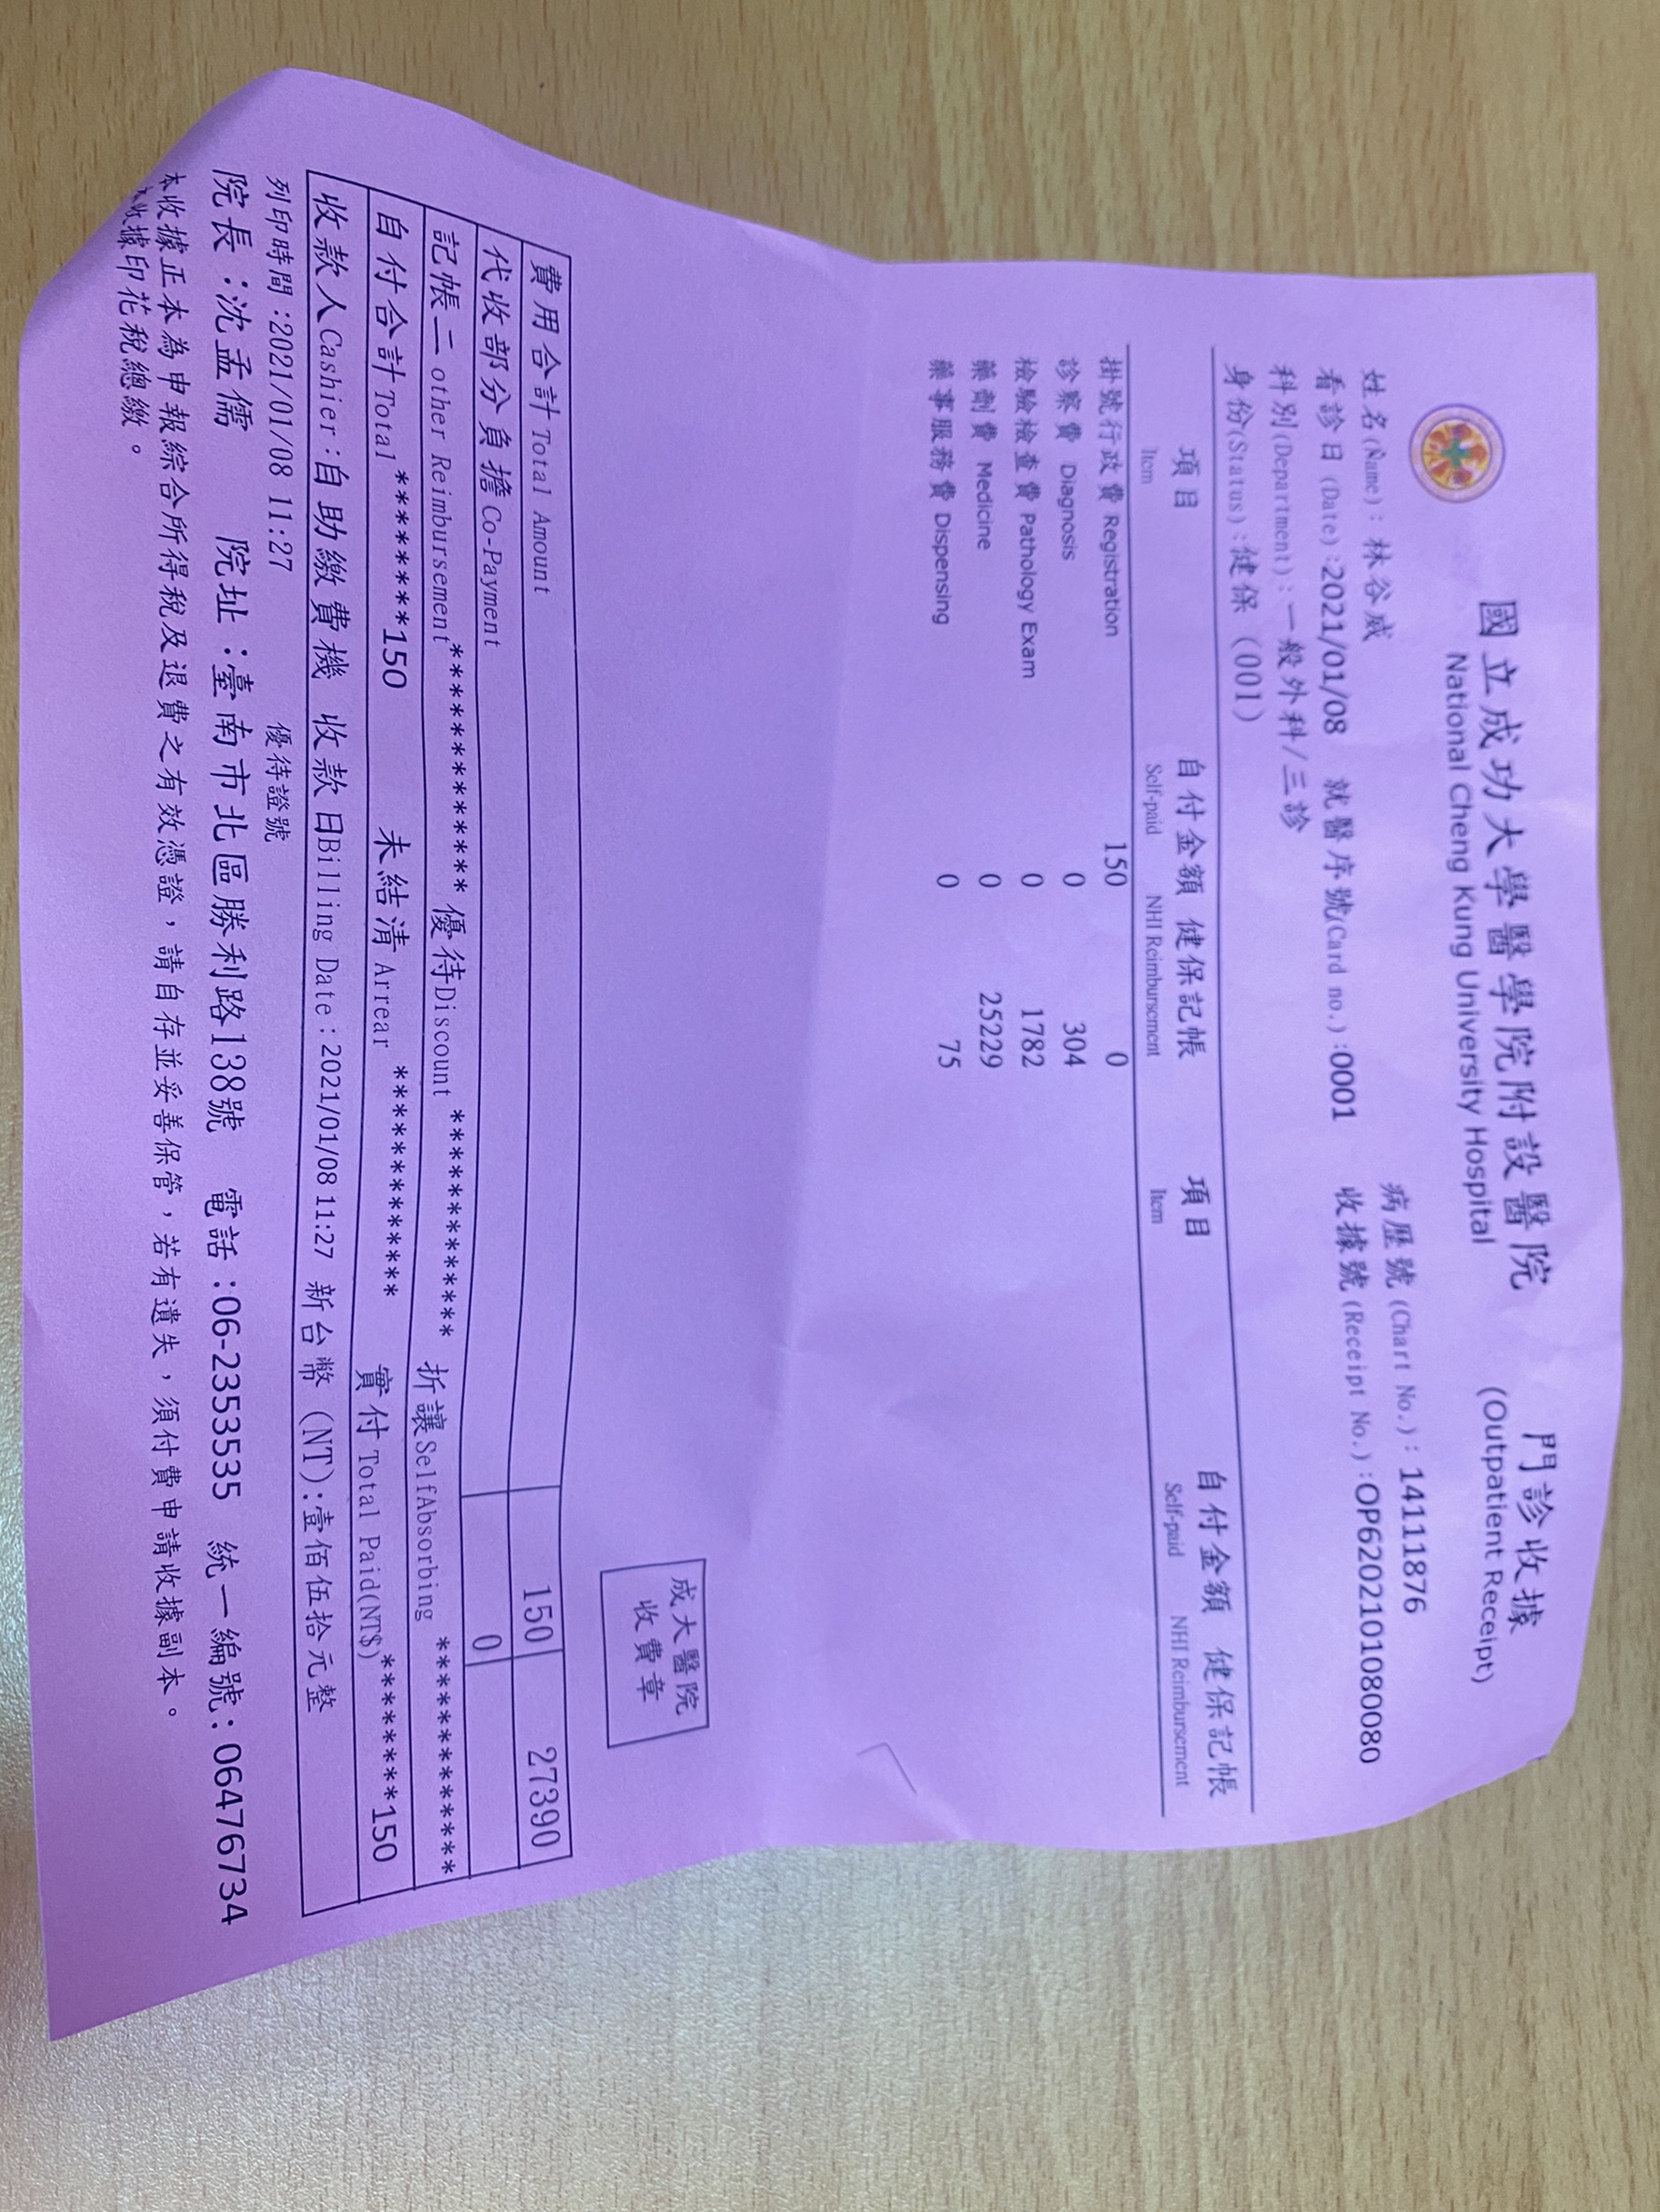 國立成功大學醫學院附設醫院 門診收據
National Cheng Kung University Hospital (Outpatient Receipt)
姓名(Name):林谷威 病歷號(Chart No.):14111876
看診日(Date):2021/01/08 就醫序號(Card no.):0001 收據號(Receipt No.):OP6202101080080
科別(Department):一般外科/三診
身份(Status):健保 (001)
項目 自付金額 健保記帳 項目 自付金額 健保記帳
Item Self-paid NHI Reimbursement Item Self-paid NHI Reimbursement
掛號行政費 Registration 150 0
診察費 Diagnosis 0 304
檢驗檢查費 Pathology Exam 0 1782
藥劑費 Medicine 0 25229
藥事服務費 Dispensing 0 75
成大醫院
收費章
費用合計 Total Amount 150 27390
代收部分負擔 Co-Payment 0
記帳二 other Reimbursement************* 優待Discount ************* 折讓SelfAbsorbing *************
自付合計Total ********150 未結清 Arrear ************* 實付 Total Paid(NT$)********150
收款人Cashier:自助繳費機 收款日Billing Date:2021/01/08 11:27 新台幣 (NT):壹佰伍拾元整
列印時間:2021/01/08 11:27 優待證號
院長:沈孟儒 院址:臺南市北區勝利路138號 電話:06-2353535 統一編號:06476734
本收據正本為申報綜合所得稅及退費之有效憑證,請自存並妥善保管,若有遺失,須付費申請收據副本。
本收據印花稅總繳。